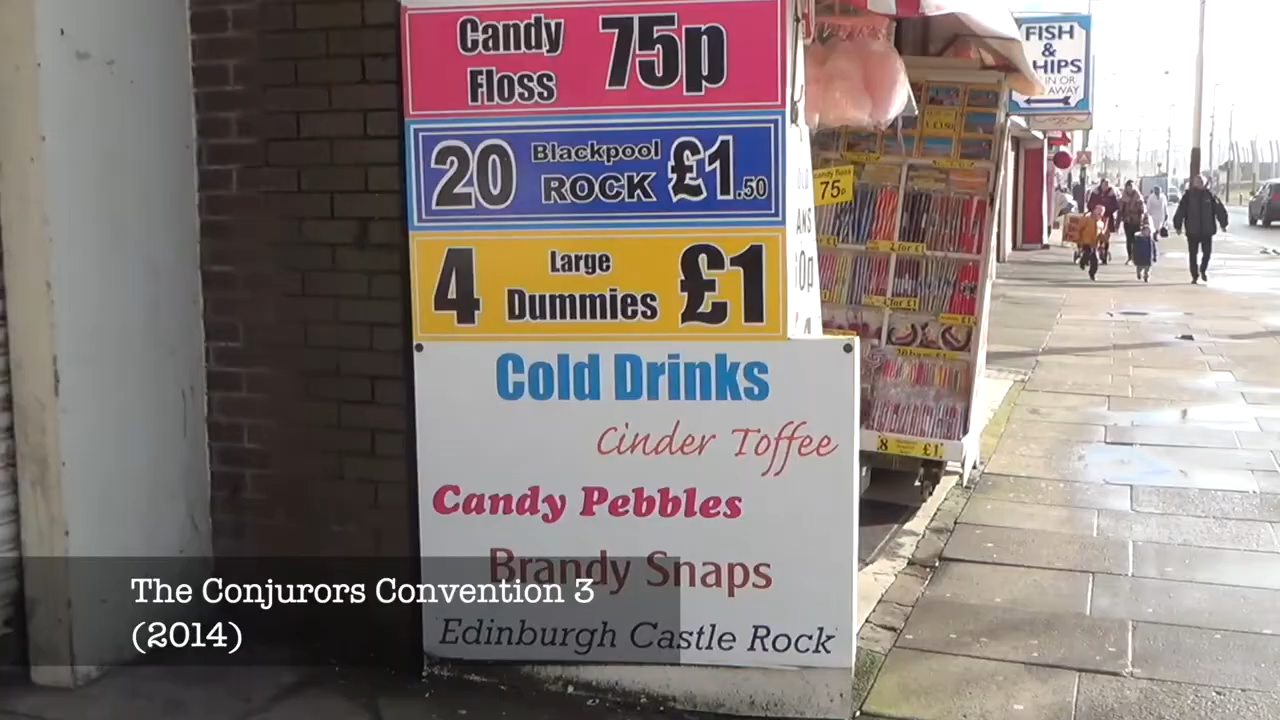 Candy
Floss 75p
20 Blackpool ROCK £1.50
4 Large Dummies £1
Cold Drinks
Cinder Toffee
Candy Pebbles
Brandy Snaps
Edinburgh Castle Rock
The Conjurors Convention 3
(2014)
FISH
&
HIPS
IN OR
AWAY
candy floss
75p
£1
8 £1